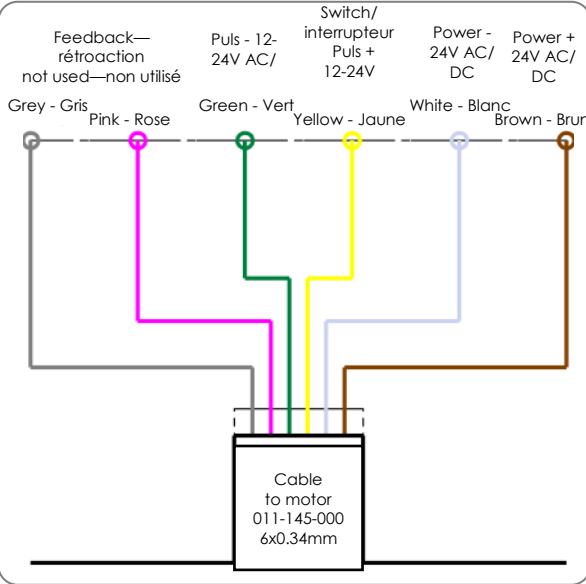 Feedback—
rétroaction
not used—non utilisé
Puls - 12-
24V AC/
Switch/
interrupteur
Puls +
12-24V
Power -
24V AC/
DC
Power +
24V AC/
DC
Grey - Gris
Pink - Rose
Green - Vert
Yellow - Jaune
White - Blanc
Brown - Brun
Cable
to motor
011-145-000
6x0.34mm